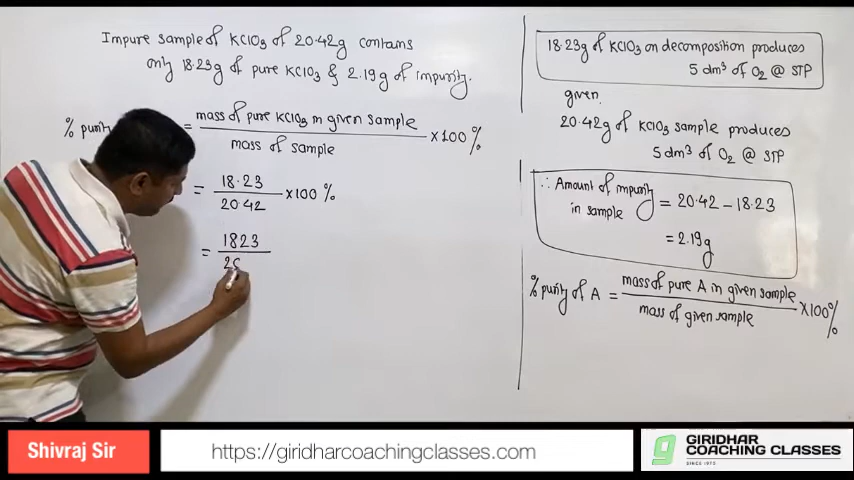 Impure sample of KClO3 of 20.42g contains
only 18.23g of pure KClO3 & 2.19g of impurity.
% purity = mass of pure KClO3 in given sample / mass of sample × 100 %
= 18.23 / 20.42 × 100 %
= 1823 / 20
18.23g of KClO3 on decomposition produces
5 dm³ of O2 @ STP
given.
20.42g of KClO3 sample produces
5 dm³ of O2 @ STP
∴ Amount of impurity in sample = 20.42 – 18.23
= 2.19g
% purity of A = mass of pure A in given sample / mass of given sample × 100%
Shivraj Sir
https://giridharcoachingclasses.com
GIRIDHAR
COACHING CLASSES
SINCE 1972